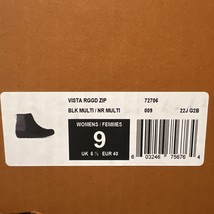 VISTA RGGD ZIP 72706
BLK MULTI / NR MULTI 009 22J G2B
WOMENS / FEMMES
9
UK 6 ½ EUR 40
6 03246 75676 4